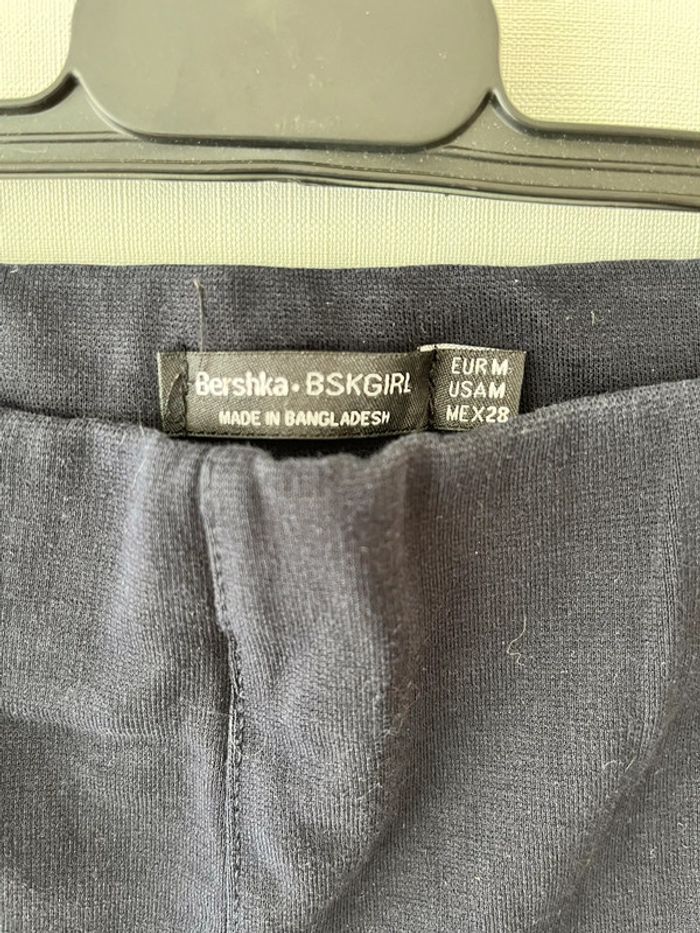 Bershka • BSKGIRL
MADE IN BANGLADESH
EUR M
USA M
MEX 28